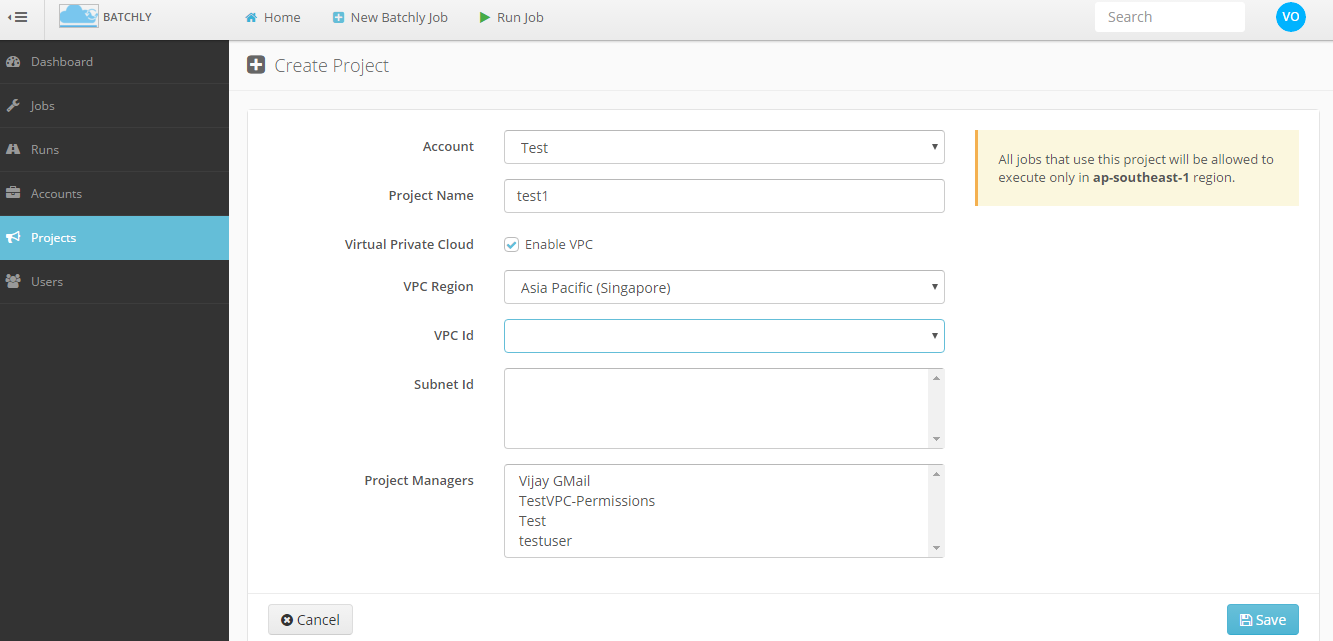 BATCHLY
Home
New Batchly Job
Run Job
Search
VO
Dashboard
Jobs
Runs
Accounts
Projects
Users
Create Project
Account
Test
Project Name
test1
Virtual Private Cloud
Enable VPC
VPC Region
Asia Pacific (Singapore)
VPC Id
Subnet Id
Project Managers
Vijay GMail
TestVPC-Permissions
Test
testuser
All jobs that use this project will be allowed to
execute only in ap-southeast-1 region.
Cancel
Save